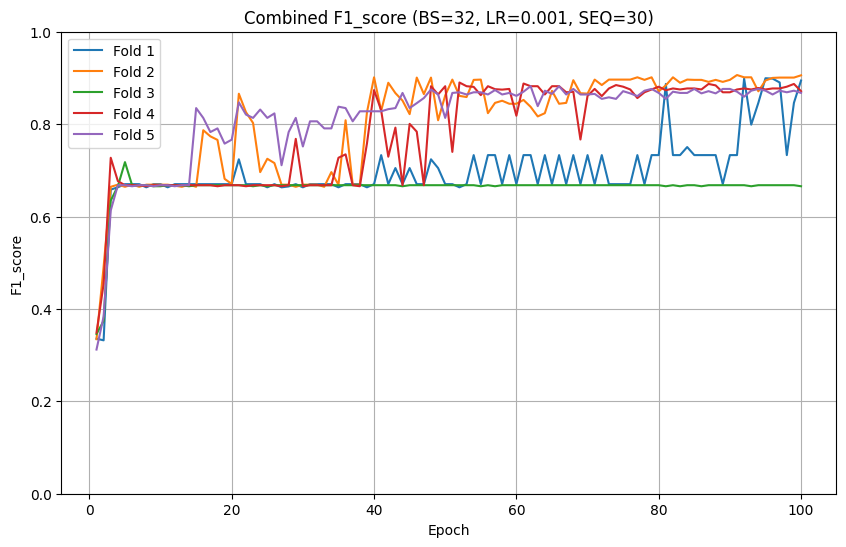 Combined F1_score (BS=32, LR=0.001, SEQ=30)
1.0
0.8
0.6
0.4
0.2
0.0
F1_score
Fold 1
Fold 2
Fold 3
Fold 4
Fold 5
0
20
40
60
80
100
Epoch